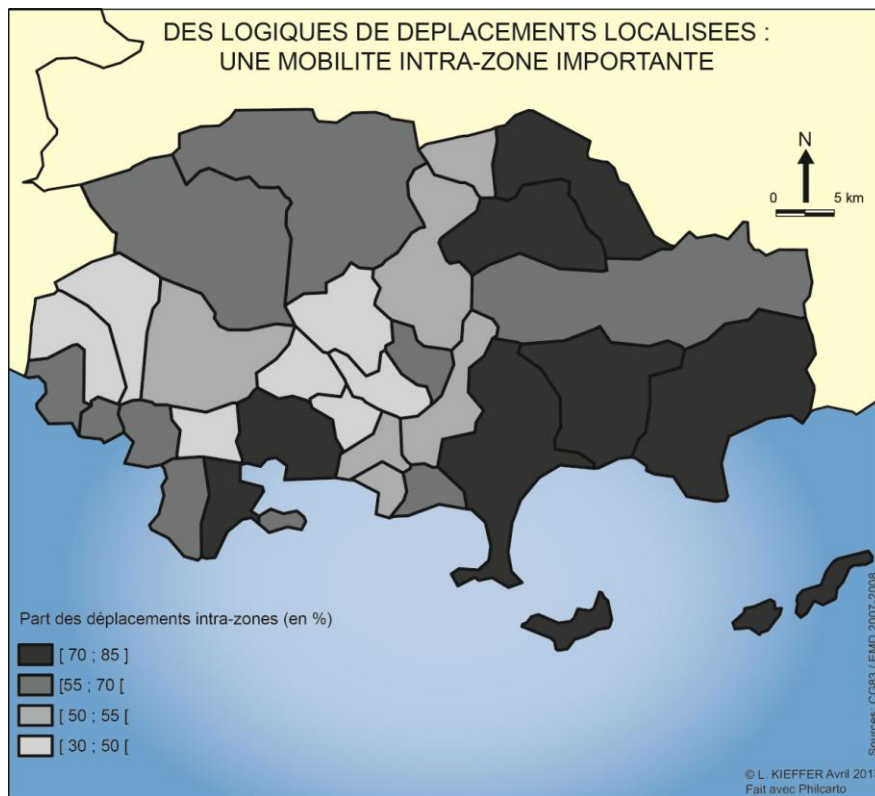 DES LOGIQUES DE DEPLACEMENTS LOCALISEES :
UNE MOBILITE INTRA-ZONE IMPORTANTE
N
0 5 km
Part des déplacements intra-zones (en %)
[ 70 ; 85 ]
[55 ; 70 [
[ 50 ; 55 [
[ 30 ; 50 [
Sources: CG83 / EMD 2007-2008
© L. KIEFFER Avril 201
Fait avec Philcarto